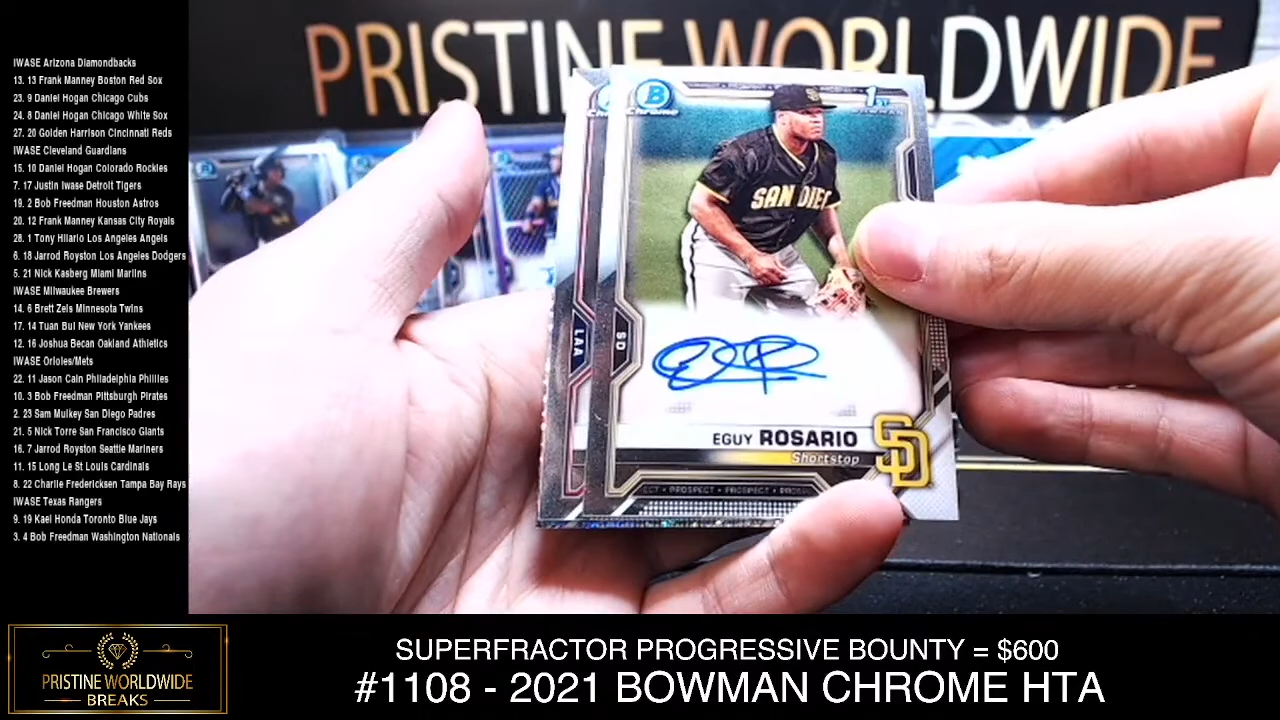 IWASE Arizona Diamondbacks
13. 13 Frank Manney Boston Red Sox
23. 9 Daniel Hogan Chicago Cubs
24. 8 Daniel Hogan Chicago White Sox
27. 20 Golden Harrison Cincinnati Reds
IWASE Cleveland Guardians
15. 10 Daniel Hogan Colorado Rockies
7. 17 Justin Iwase Detroit Tigers
19. 2 Bob Freedman Houston Astros
20. 12 Frank Manney Kansas City Royals
28. 1 Tony Hilario Los Angeles Angels
6. 18 Jarrod Royston Los Angeles Dodgers
5. 21 Nick Kasberg Miami Marlins
IWASE Milwaukee Brewers
14. 6 Brett Zels Minnesota Twins
17. 14 Tuan Bui New York Yankees
12. 16 Joshua Becan Oakland Athletics
IWASE Orioles/Mets
22. 11 Jason Cain Philadelphia Phillies
10. 3 Bob Freedman Pittsburgh Pirates
2. 23 Sam Mulkey San Diego Padres
21. 5 Nick Torre San Francisco Giants
16. 7 Jarrod Royston Seattle Mariners
11. 15 Long Le St Louis Cardinals
8. 22 Charlie Fredericksen Tampa Bay Rays
IWASE Texas Rangers
9. 19 Kael Honda Toronto Blue Jays
3. 4 Bob Freedman Washington Nationals
PRISTINE WORLDWIDE
B
Chrome
1ST
SAN DIEG
LAA
SD
EGUY ROSARIO
Shortstop
SD
PROSPECT • PROSPECT
PRISTINE WORLDWIDE
BREAKS
SUPERFRACTOR PROGRESSIVE BOUNTY = $600
#1108 - 2021 BOWMAN CHROME HTA